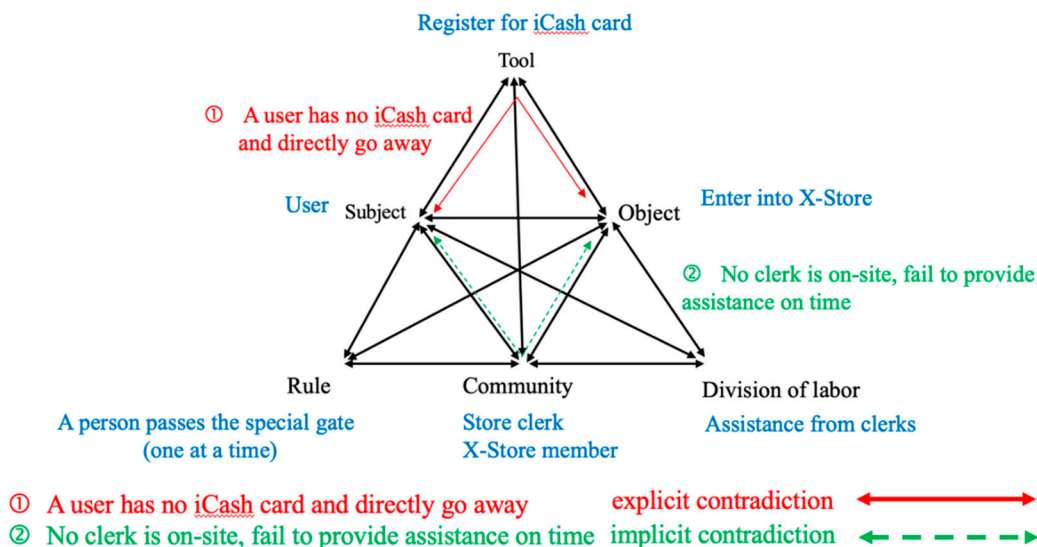 Register for iCash card
Tool
① A user has no iCash card
and directly go away
User
Subject
Object
Enter into X-Store
② No clerk is on-site, fail to provide
assistance on time
Rule
Community
Division of labor
A person passes the special gate
(one at a time)
Store clerk
X-Store member
Assistance from clerks
① A user has no iCash card and directly go away
explicit contradiction
② No clerk is on-site, fail to provide assistance on time
implicit contradiction